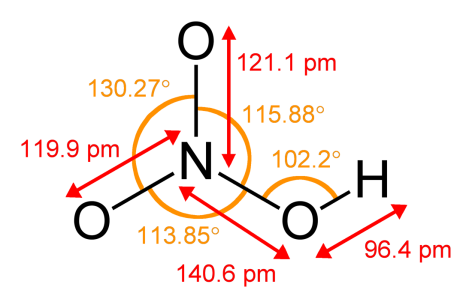 O
121.1 pm
130.27°
115.88°
119.9 pm
102.2°
N
H
O
O
113.85°
96.4 pm
140.6 pm